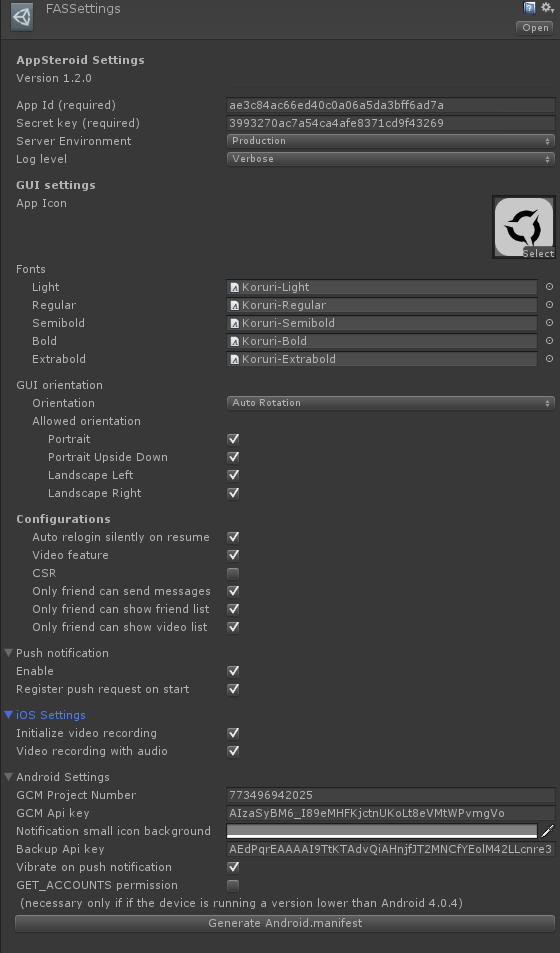 FASSettings
Open
AppSteroid Settings
Version 1.2.0
App Id (required) ae3c84ac66ed40c0a06a5da3bff6ad7a
Secret key (required) 3993270ac7a54ca4afe8371cd9f43269
Server Environment Production
Log level Verbose
GUI settings
App Icon
Select
Fonts
Light Koruri-Light
Regular Koruri-Regular
Semibold Koruri-Semibold
Bold Koruri-Bold
Extrabold Koruri-Extrabold
GUI orientation
Orientation Auto Rotation
Allowed orientation
Portrait
Portrait Upside Down
Landscape Left
Landscape Right
Configurations
Auto relogin silently on resume
Video feature
CSR
Only friend can send messages
Only friend can show friend list
Only friend can show video list
Push notification
Enable
Register push request on start
iOS Settings
Initialize video recording
Video recording with audio
Android Settings
GCM Project Number 773496942025
GCM Api key AIzaSyBM6_I89eMHFKjctnUKoLt8eVMtWPvmgVo
Notification small icon background
Backup Api key AEdPqrEAAAAI9TtKTAdvQiAHnjfJT2MNCfYEolM42LLcnre3
Vibrate on push notification
GET_ACCOUNTS permission
(necessary only if if the device is running a version lower than Android 4.0.4)
Generate Android.manifest